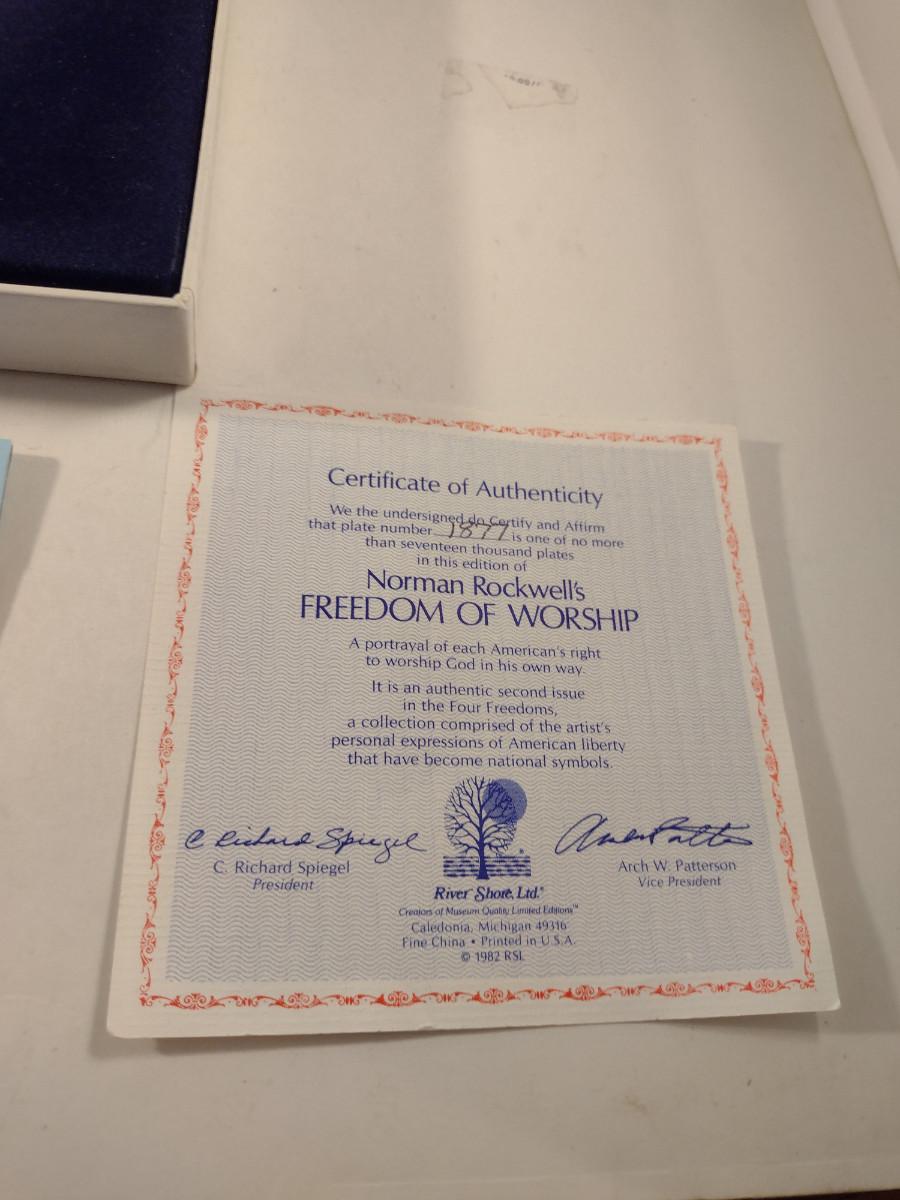 Certificate of Authenticity
We the undersigned do Certify and Affirm
that plate number 1877 is one of no more
than seventeen thousand plates
in this edition of
Norman Rockwell's
FREEDOM OF WORSHIP
A portrayal of each American's right
to worship God in his own way.
It is an authentic second issue
in the Four Freedoms,
a collection comprised of the artist's
personal expressions of American liberty
that have become national symbols.
C Richard Spiegel
C. Richard Spiegel
President
Arch W. Patterson
Vice President
River Shore, Ltd.®
Creators of Museum Quality Limited Editions™
Caledonia, Michigan 49316
Fine China • Printed in U.S.A.
© 1982 RSL